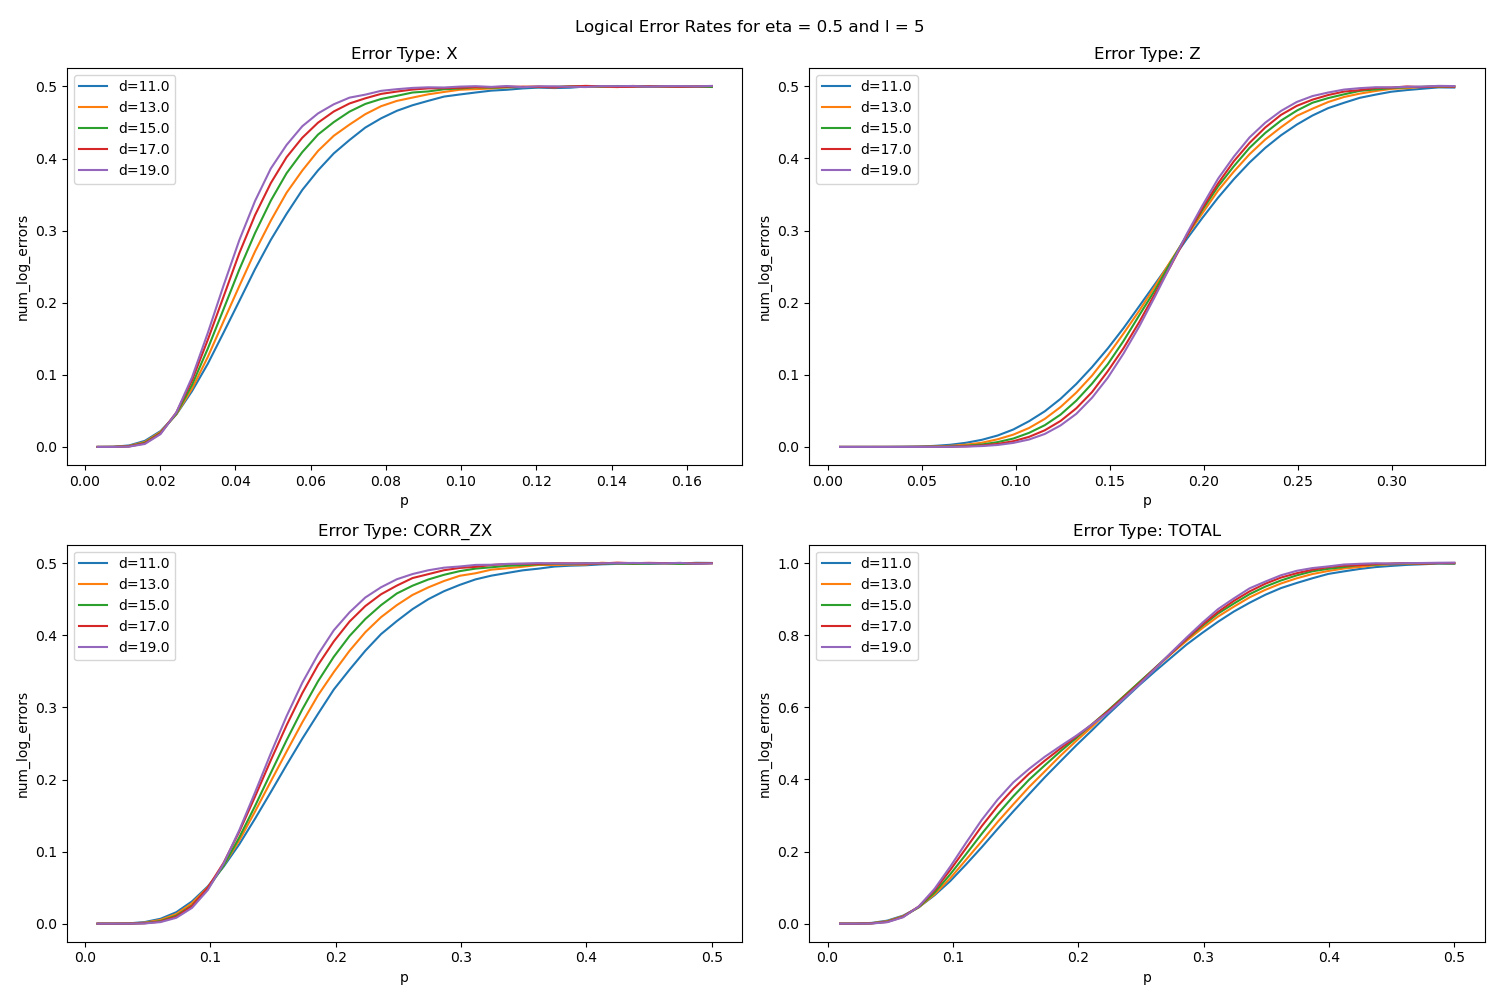 Logical Error Rates for eta = 0.5 and l = 5
Error Type: X
0.5
0.4
0.3
0.2
0.1
0.0
num_log_errors
d=11.0
d=13.0
d=15.0
d=17.0
d=19.0
0.00 0.02 0.04 0.06 0.08 0.10 0.12 0.14 0.16
p
Error Type: Z
0.5
0.4
0.3
0.2
0.1
0.0
num_log_errors
d=11.0
d=13.0
d=15.0
d=17.0
d=19.0
0.00 0.05 0.10 0.15 0.20 0.25 0.30
p
Error Type: CORR_ZX
0.5
0.4
0.3
0.2
0.1
0.0
num_log_errors
d=11.0
d=13.0
d=15.0
d=17.0
d=19.0
0.0 0.1 0.2 0.3 0.4 0.5
p
Error Type: TOTAL
1.0
0.8
0.6
0.4
0.2
0.0
num_log_errors
d=11.0
d=13.0
d=15.0
d=17.0
d=19.0
0.0 0.1 0.2 0.3 0.4 0.5
p